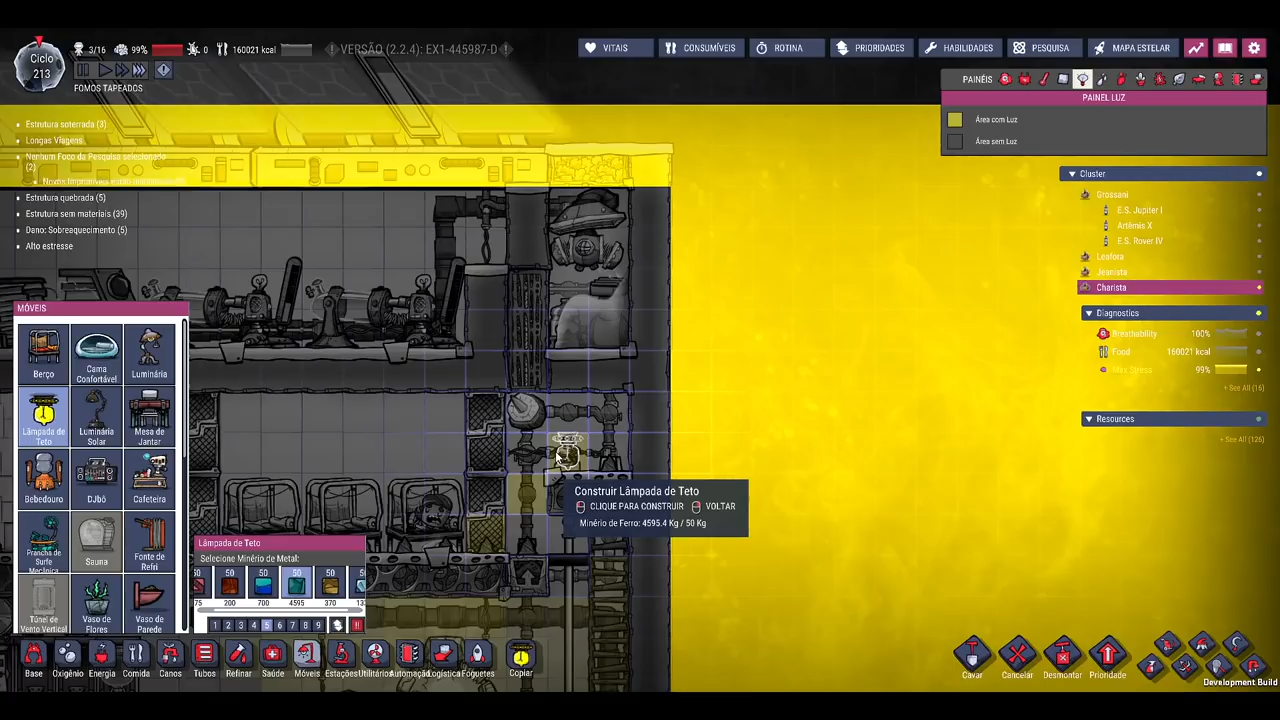 Ciclo
213
3/16
99%
0
160021 kcal
VERSÃO (2.2.4): EX1-445987-D
FOMOS TAPEADOS
VITAIS
CONSUMÍVEIS
ROTINA
PRIORIDADES
HABILIDADES
PESQUISA
MAPA ESTELAR
PAINÉIS
PAINEL LUZ
Área com Luz
Área sem Luz
Estrutura soterrada (3)
Longas Viagens
Nenhum Foco de Pesquisa selecionado
(2)
Estrutura quebrada (5)
Estrutura sem materiais (39)
Dano: Sobreaquecimento (5)
Alto estresse
Cluster
Grossani
E.S. Jupiter I
Artêmis X
E.S. Rover IV
Leafora
Jeanista
Charista
Diagnostics
Breathability 100%
Food 160021 kcal
Max Stress 99%
+ See All (16)
Resources
+ See All (126)
MÓVEIS
Berço
Cama
Confortável
Luminária
Lâmpada de
Teto
Luminária
Solar
Mesa de
Jantar
Bebedouro
DJbô
Cafeteira
Prancha de
Surfe
Mecânica
Sauna
Fonte de
Refri
Túnel de
Vento Vertical
Vaso de
Flores
Vaso de
Parede
Lâmpada de Teto
Selecione Minério de Metal:
50 50 50 50
75 200 700 4595 370
1 2 3 4 5 6 7 8 9 !!
Construir Lâmpada de Teto
CLIQUE PARA CONSTRUIR VOLTAR
Minério de Ferro: 4595.4 Kg / 50 Kg
Base
Oxigênio
Energia
Comida
Canos
Tubos
Refinar
Saúde
Móveis
Estações
Utilitários
Automação
Logística
Foguetes
Copiar
Cavar
Cancelar
Desmontar
Prioridade
Development Build